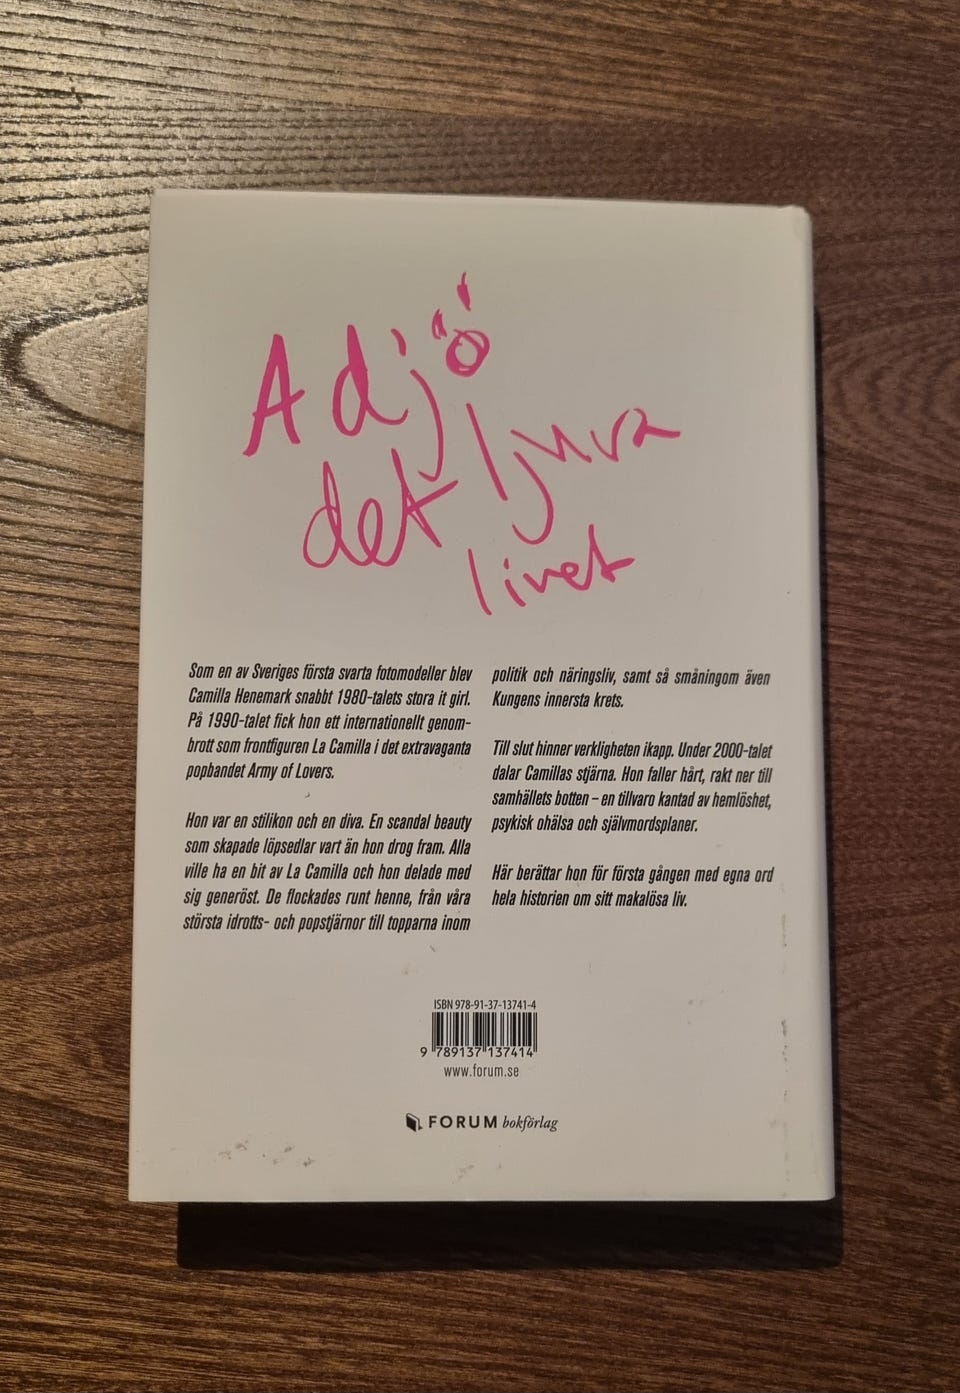 Adjö
det ljuva
livet
Som en av Sveriges första svarta fotomodeller blev
Camilla Henemark snabbt 1980-talets stora it girl.
På 1990-talet fick hon ett internationellt genom-
brott som frontfiguren La Camilla i det extravaganta
popbandet Army of Lovers.
Hon var en stilikon och en diva. En scandal beauty
som skapade löpsedlar vart än hon drog fram. Alla
ville ha en bit av La Camilla och hon delade med
sig generöst. De flockades runt henne, från våra
största idrotts- och popstjärnor till topparna inom
politik och näringsliv, samt så småningom även
Kungens innersta krets.
Till slut hinner verkligheten ikapp. Under 2000-talet
dalar Camillas stjärna. Hon faller hårt, rakt ner till
samhällets botten – en tillvaro kantad av hemlöshet,
psykisk ohälsa och självmordsplaner.
Här berättar hon för första gången med egna ord
hela historien om sitt makalösa liv.
ISBN 978-91-37-13741-4
9 789137 137414
www.forum.se
FORUM bokförlag